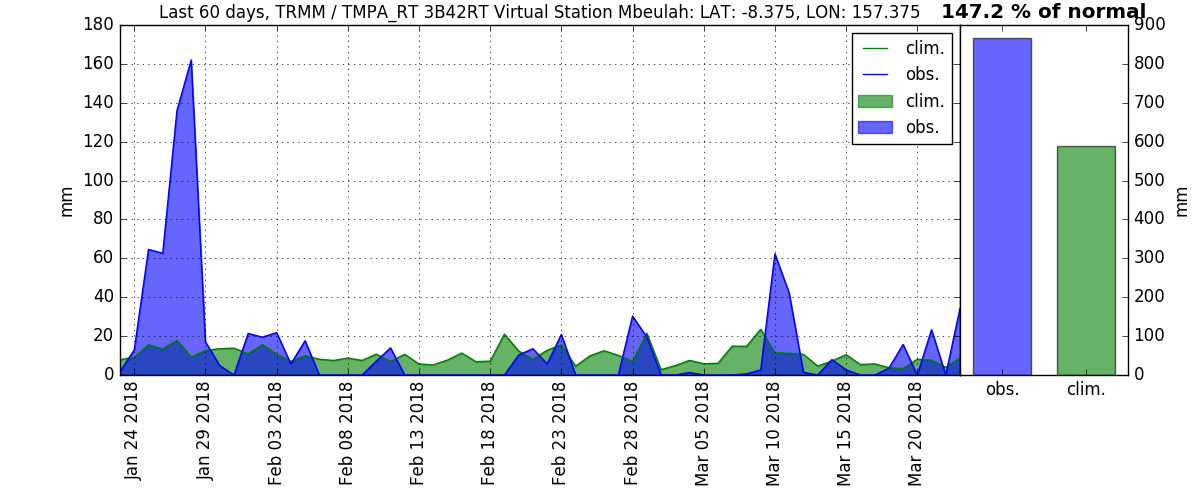 Last 60 days, TRMM / TMPA_RT 3B42RT Virtual Station Mbeulah: LAT: -8.375, LON: 157.375
147.2 % of normal
mm
180
160
140
120
100
80
60
40
20
0
clim.
obs.
clim.
obs.
900
800
700
600
500
400
300
200
100
0
mm
Jan 24 2018
Jan 29 2018
Feb 03 2018
Feb 08 2018
Feb 13 2018
Feb 18 2018
Feb 23 2018
Feb 28 2018
Mar 05 2018
Mar 10 2018
Mar 15 2018
Mar 20 2018
obs.
clim.